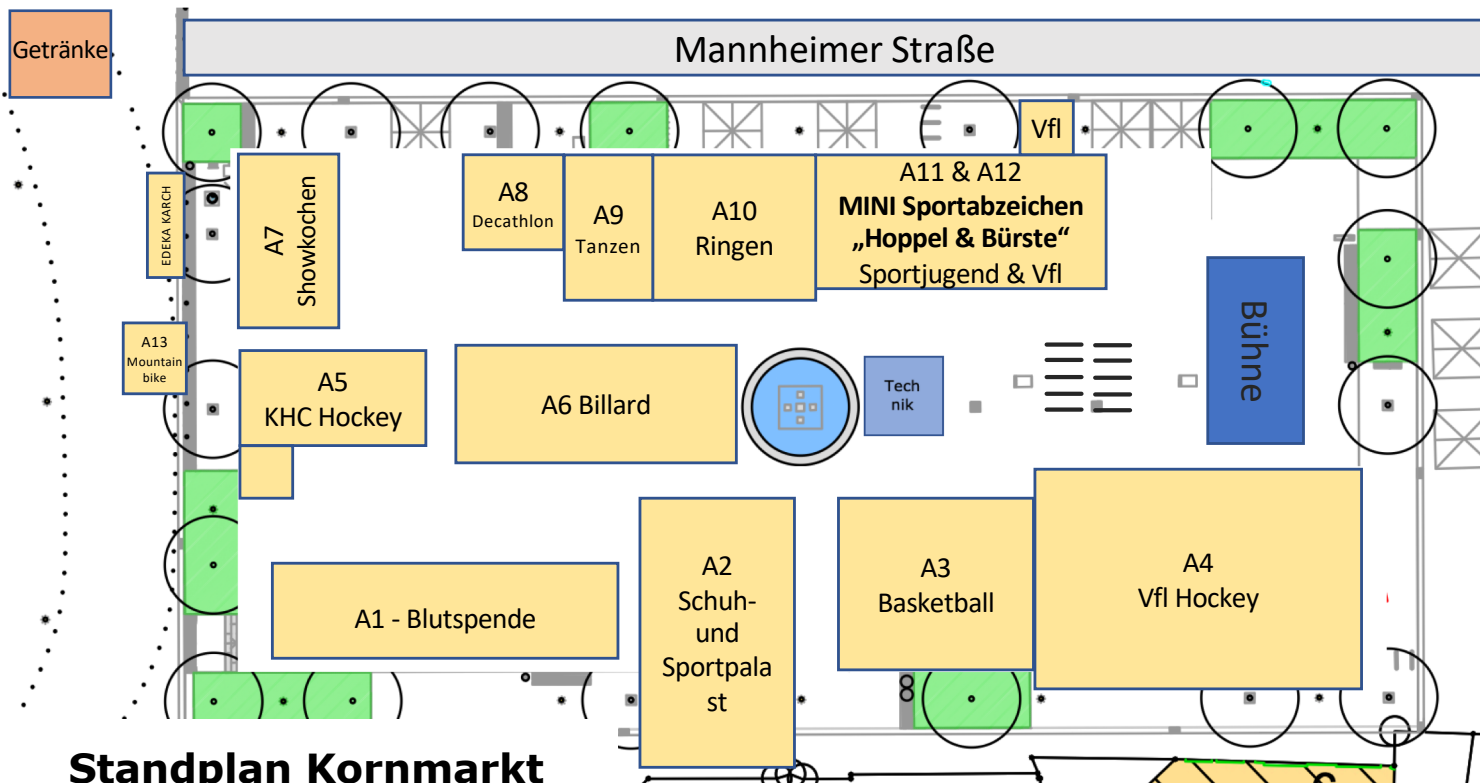 Getränke
Mannheimer Straße
Vfl
EDEKA KARCH
A7
Showkochen
A8
Decathlon
A9
Tanzen
A10
Ringen
A11 & A12
MINI Sportabzeichen
„Hoppel & Bürste“
Sportjugend & Vfl
A13
Mountain
bike
A5
KHC Hockey
A6 Billard
Tech
nik
Bühne
A1 - Blutspende
A2
Schuh-
und
Sportpala
st
A3
Basketball
A4
Vfl Hockey
Standplan Kornmarkt